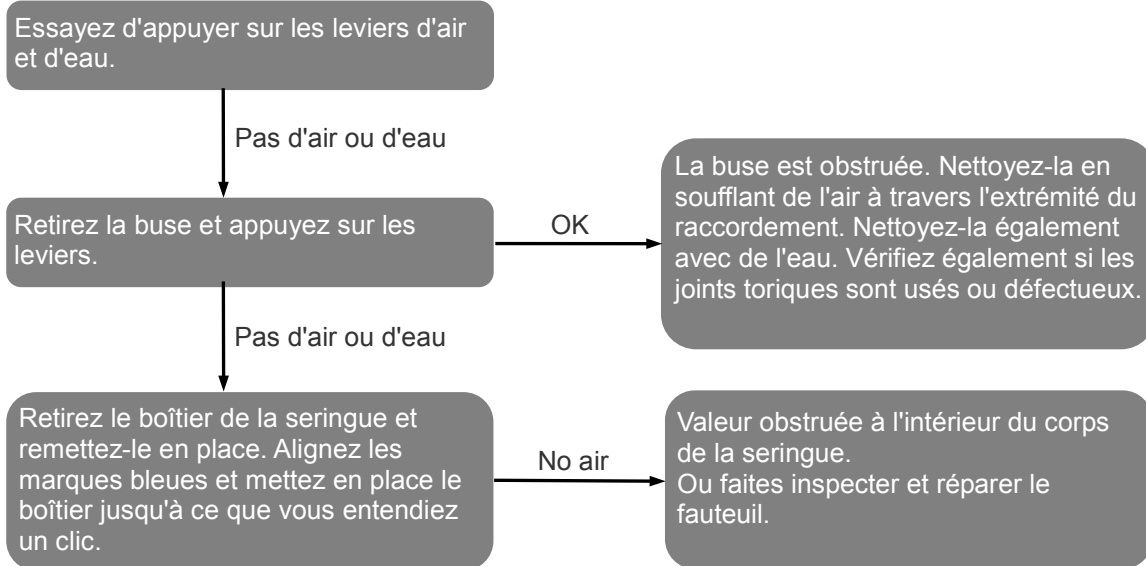 Essayez d'appuyer sur les leviers d'air
et d'eau.
Pas d'air ou d'eau
Retirez la buse et appuyez sur les
leviers.
OK
La buse est obstruée. Nettoyez-la en
soufflant de l'air à travers l'extrémité du
raccordement. Nettoyez-la également
avec de l'eau. Vérifiez également si les
joints toriques sont usés ou défectueux.
Pas d'air ou d'eau
Retirez le boîtier de la seringue et
remettez-le en place. Alignez les
marques bleues et mettez en place le
boîtier jusqu'à ce que vous entendiez
un clic.
No air
Valeur obstruée à l'intérieur du corps
de la seringue.
Ou faites inspecter et réparer le
fauteuil.